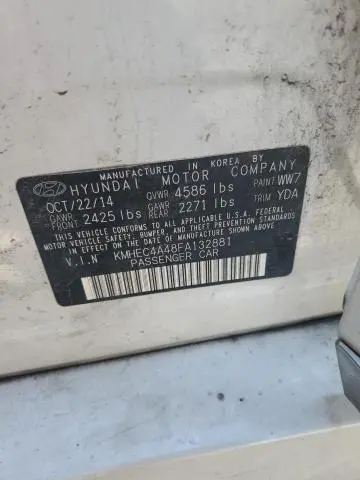 MANUFACTURED IN KOREA BY
HYUNDAI MOTOR COMPANY
OCT/22/14 GVWR 4586 lbs PAINT WW7
GAWR FRONT 2425 lbs GAWR REAR 2271 lbs TRIM YDA
THIS VEHICLE CONFORMS TO ALL APPLICABLE U.S.A. FEDERAL
MOTOR VEHICLE SAFETY, BUMPER, AND THEFT PREVENTION
STANDARDS IN EFFECT ON THE DATE OF MANUFACTURE SHOWN ABOVE.
V.I.N KMHEC4A48FA132881
PASSENGER CAR